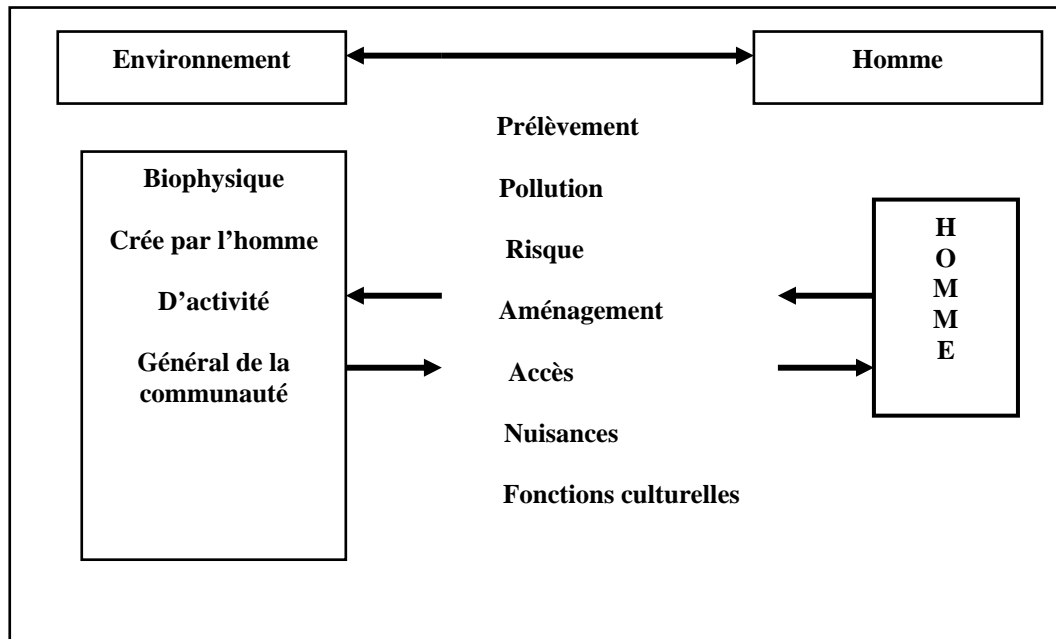 Environnement
Homme
Prélèvement
Biophysique
Pollution
Crée par l'homme
Risque
D'activité
Aménagement
Général de la
communauté
Accès
Nuisances
Fonctions culturelles
H
O
M
M
E